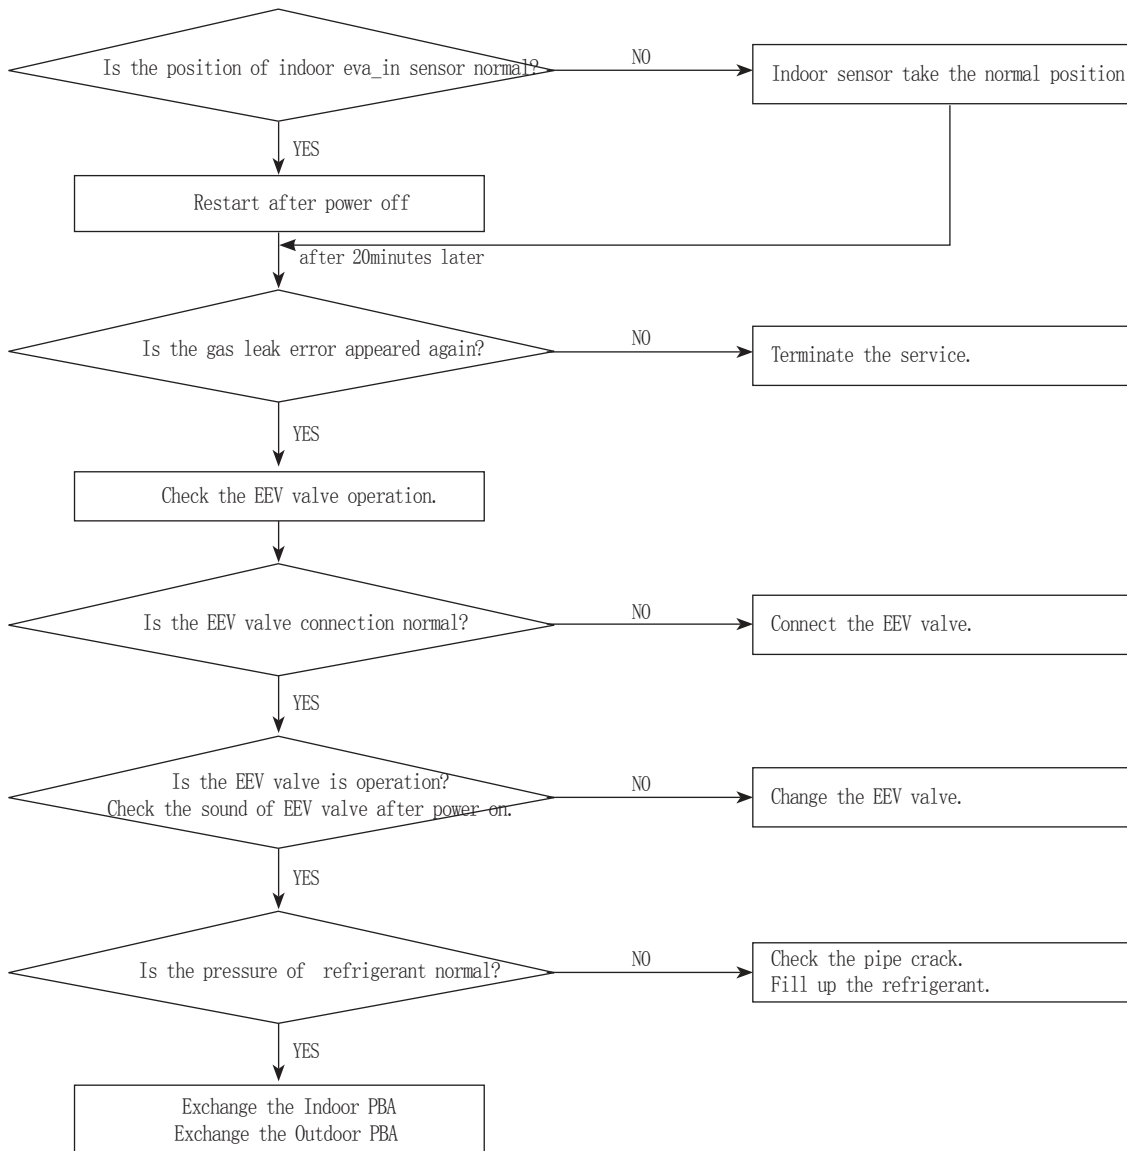 Is the position of indoor eva_in sensor normal?
NO
Indoor sensor take the normal position
YES
Restart after power off
after 20minutes later
Is the gas leak error appeared again?
NO
Terminate the service.
YES
Check the EEV valve operation.
Is the EEV valve connection normal?
NO
Connect the EEV valve.
YES
Is the EEV valve is operation?
Check the sound of EEV valve after power on.
NO
Change the EEV valve.
YES
Is the pressure of refrigerant normal?
NO
Check the pipe crack.
Fill up the refrigerant.
YES
Exchange the Indoor PBA
Exchange the Outdoor PBA